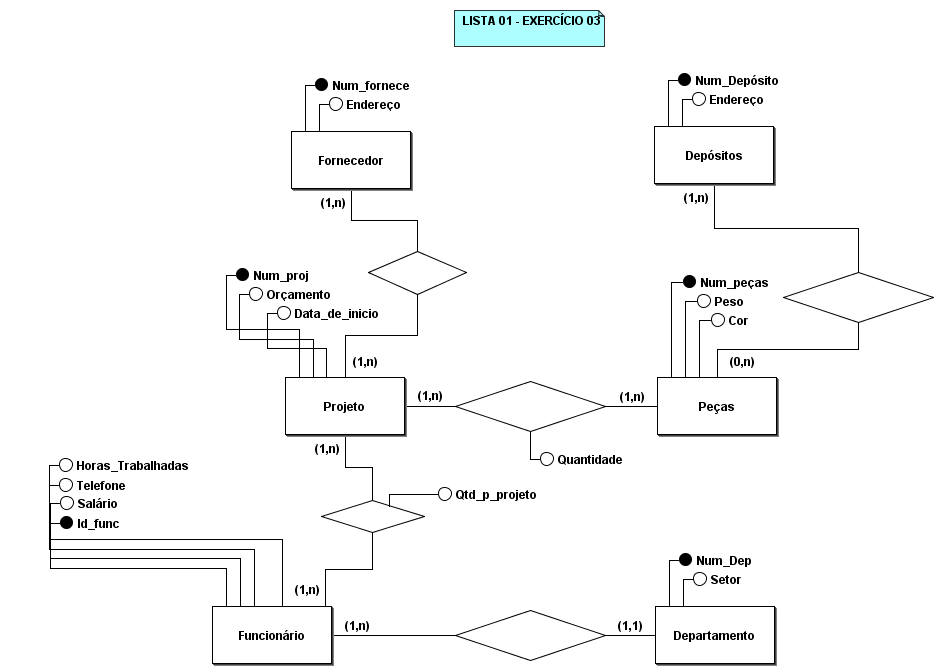 LISTA 01 - EXERCÍCIO 03
Num_fornece
Endereço
Fornecedor
(1,n)
Num_Depósito
Endereço
Depósitos
(1,n)
Num_proj
Orçamento
Data_de_inicio
(1,n)
Projeto
(1,n)
(1,n)
Quantidade
(1,n)
Num_peças
Peso
Cor
(0,n)
Peças
Horas_Trabalhadas
Telefone
Salário
Id_func
Qtd_p_projeto
(1,n)
Funcionário
(1,n)
(1,1)
Num_Dep
Setor
Departamento